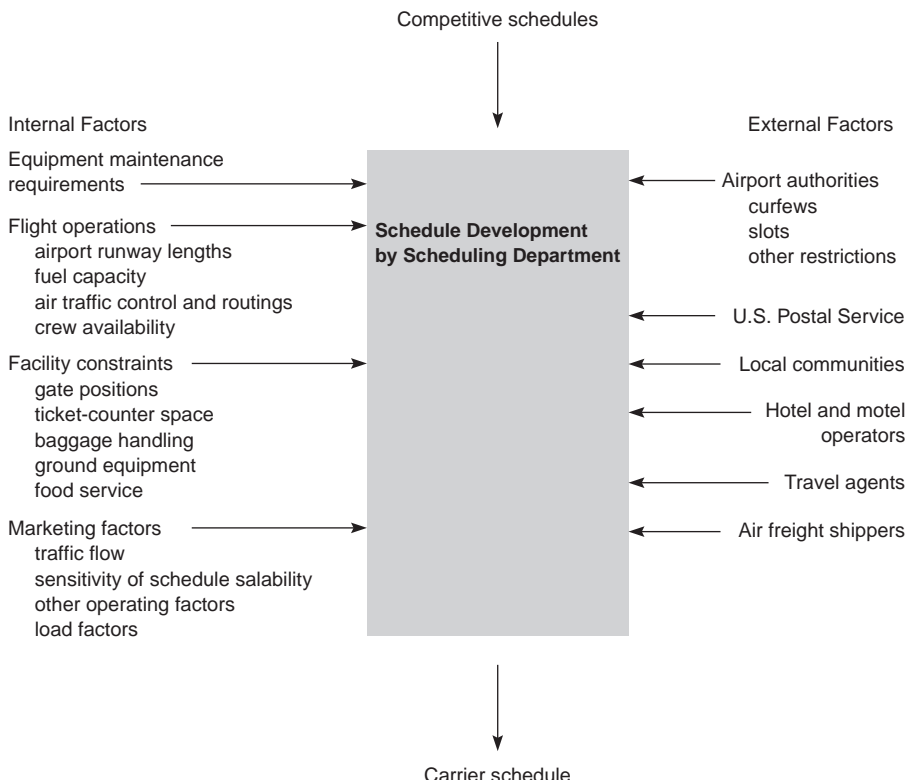 Competitive schedules
Internal Factors
Equipment maintenance
requirements
Flight operations
airport runway lengths
fuel capacity
air traffic control and routings
crew availability
Facility constraints
gate positions
ticket-counter space
baggage handling
ground equipment
food service
Marketing factors
traffic flow
sensitivity of schedule salability
other operating factors
load factors
Schedule Development
by Scheduling Department
External Factors
Airport authorities
curfews
slots
other restrictions
U.S. Postal Service
Local communities
Hotel and motel
operators
Travel agents
Air freight shippers
Carrier schedule